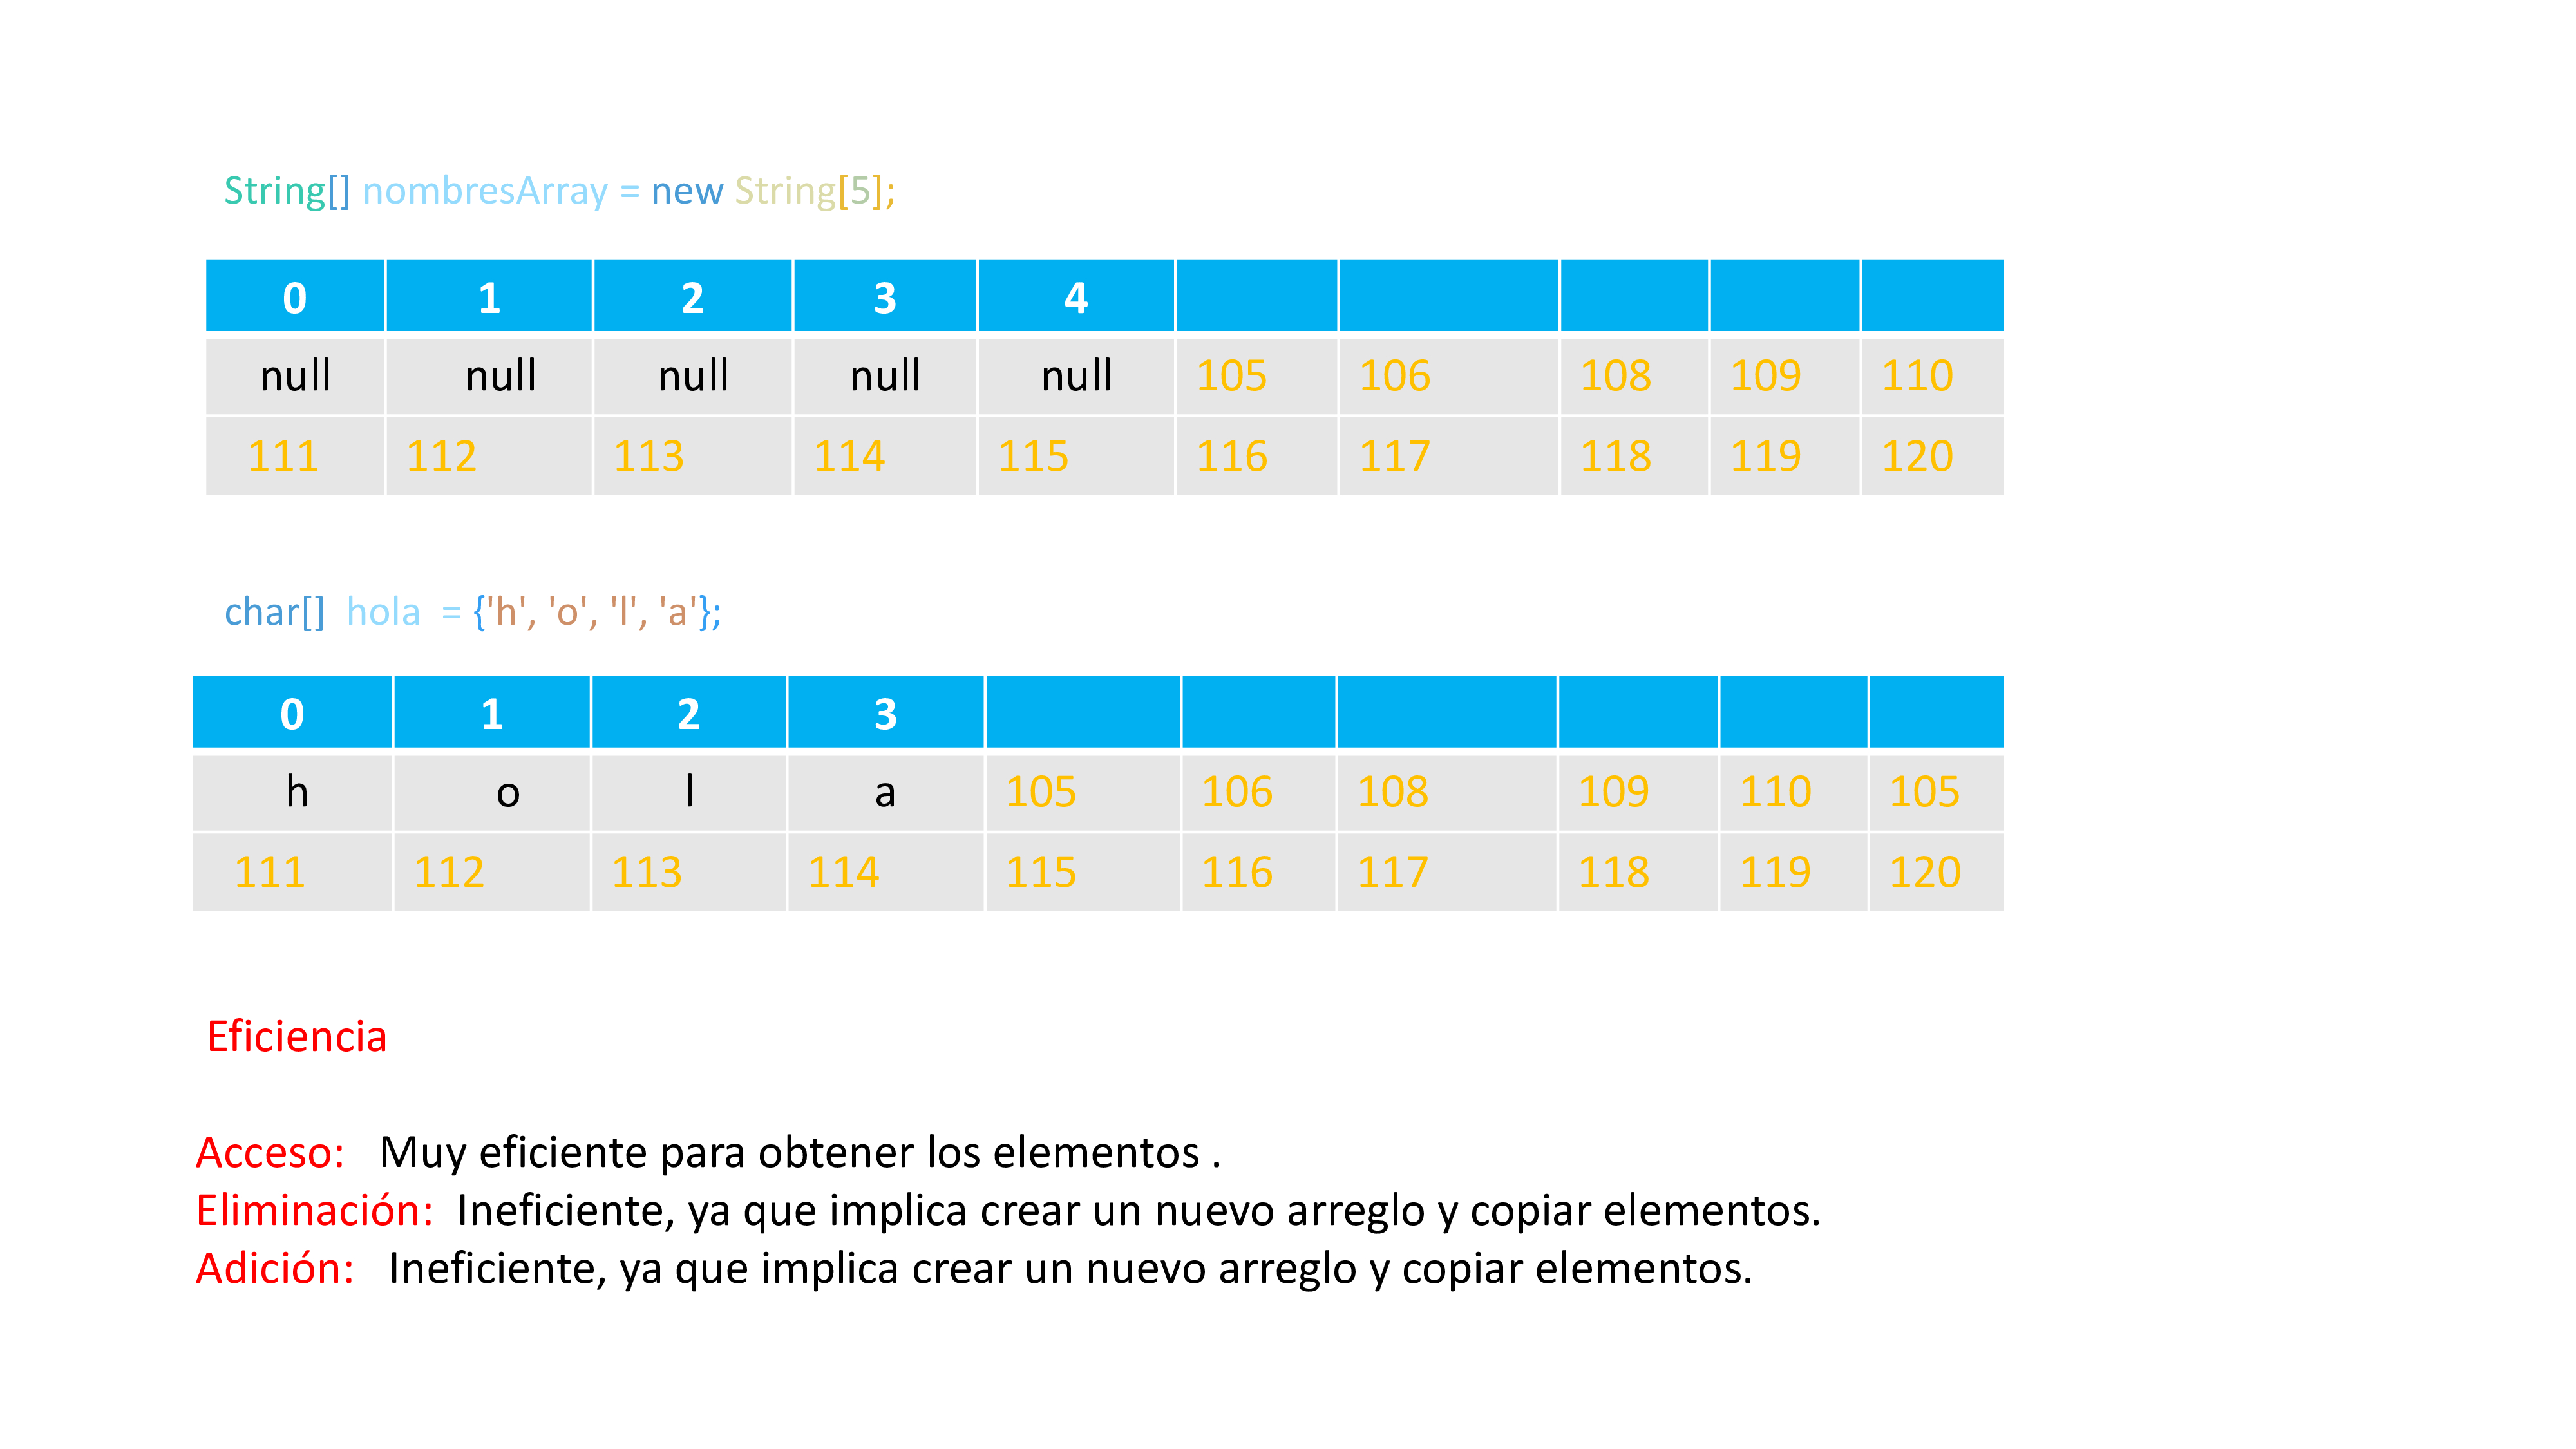 String[] nombresArray = new String[5];
0 1 2 3 4
null null null null null 105 106 108 109 110
111 112 113 114 115 116 117 118 119 120
char[] hola = {'h', 'o', 'l', 'a'};
0 1 2 3
h o l a 105 106 108 109 110 105
111 112 113 114 115 116 117 118 119 120
Eficiencia
Acceso: Muy eficiente para obtener los elementos .
Eliminación: Ineficiente, ya que implica crear un nuevo arreglo y copiar elementos.
Adición: Ineficiente, ya que implica crear un nuevo arreglo y copiar elementos.